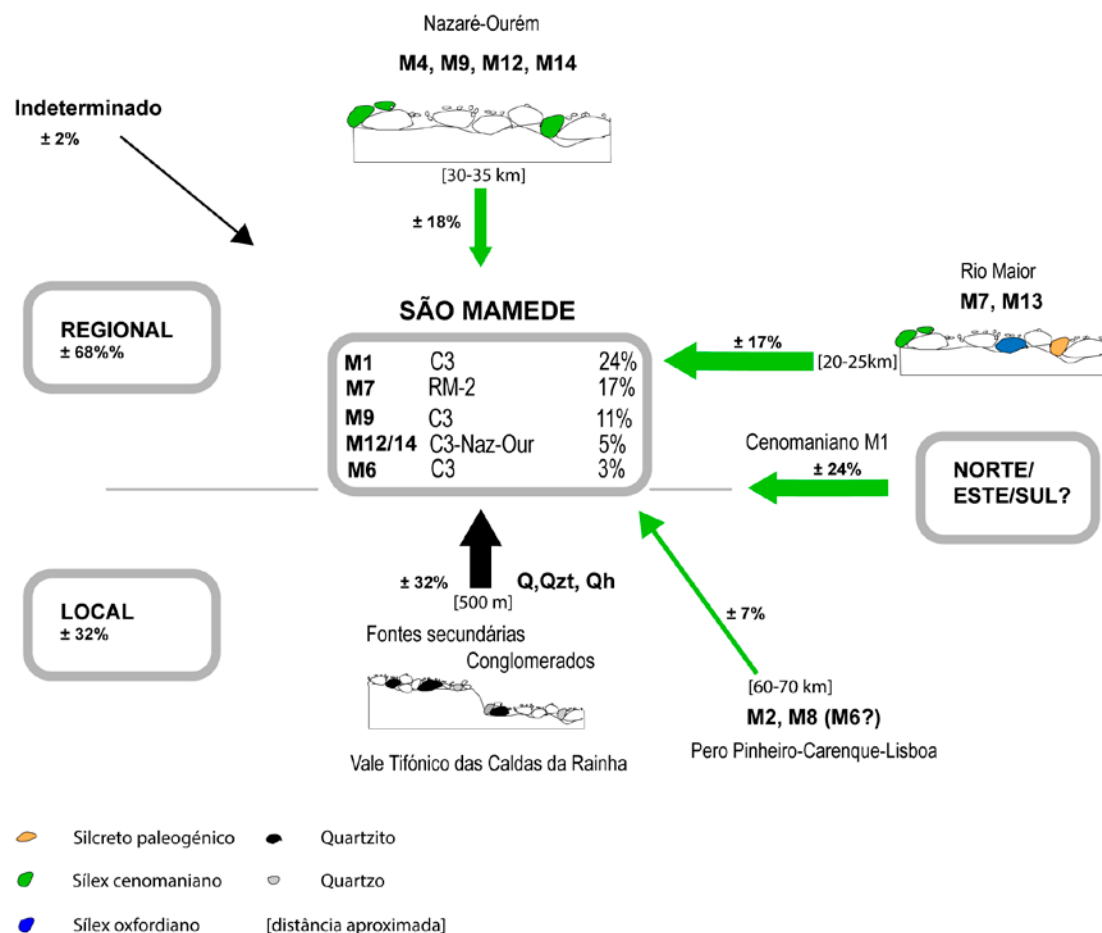 Nazaré-Ourém
M4, M9, M12, M14
Indeterminado
± 2%
[30-35 km]
± 18%
Rio Maior
M7, M13
SÃO MAMEDE
REGIONAL
± 68%%
± 17%
[20-25km]
M1 C3 24%
M7 RM-2 17%
M9 C3 11%
M12/14 C3-Naz-Our 5%
M6 C3 3%
Cenomaniano M1
± 24%
NORTE/
ESTE/SUL?
LOCAL
± 32%
± 32%
Q,Qzt, Qh
[500 m]
Fontes secundárias
Conglomerados
± 7%
[60-70 km]
M2, M8 (M6?)
Pero Pinheiro-Carenque-Lisboa
Vale Tifónico das Caldas da Rainha
Silcreto paleogénico
Quartzito
Sílex cenomaniano
Quartzo
Sílex oxfordiano
[distância aproximada]